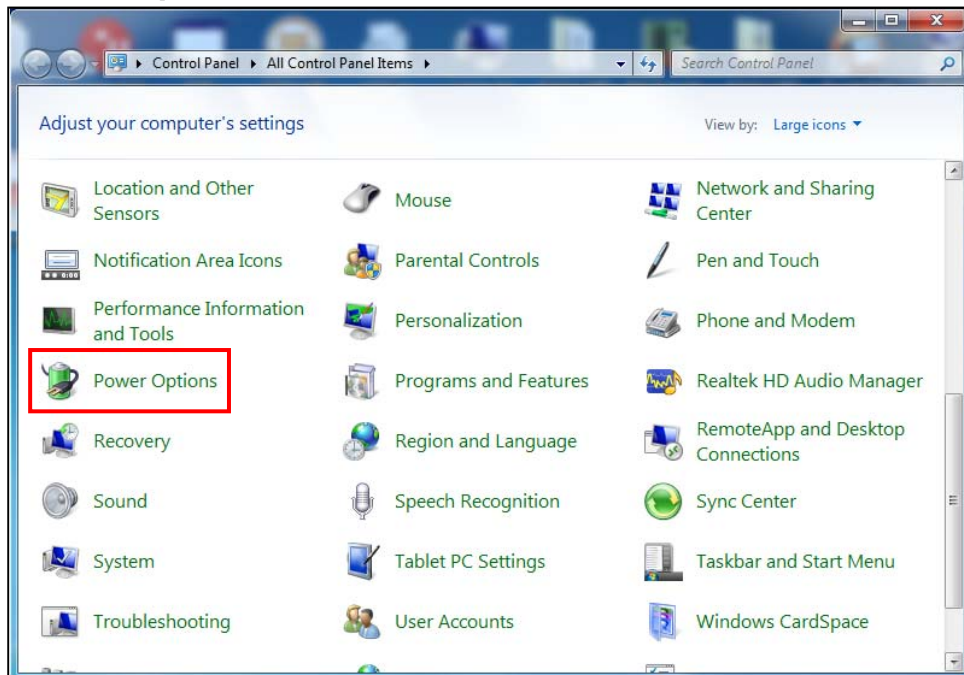 Control Panel ▸ All Control Panel Items ▸
Search Control Panel
Adjust your computer's settings
View by: Large icons
Location and Other
Sensors
Mouse
Network and Sharing
Center
Notification Area Icons
Parental Controls
Pen and Touch
Performance Information
and Tools
Personalization
Phone and Modem
Power Options
Programs and Features
Realtek HD Audio Manager
Recovery
Region and Language
RemoteApp and Desktop
Connections
Sound
Speech Recognition
Sync Center
System
Tablet PC Settings
Taskbar and Start Menu
Troubleshooting
User Accounts
Windows CardSpace